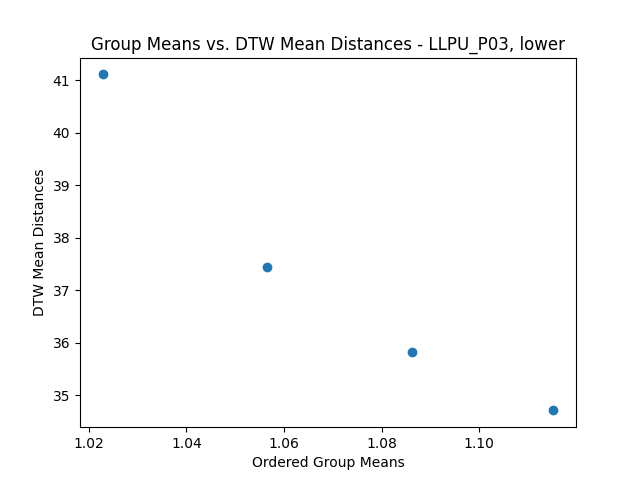 Group Means vs. DTW Mean Distances - LLPU_P03, lower
41
40
39
38
37
36
35
DTW Mean Distances
1.02 1.04 1.06 1.08 1.10
Ordered Group Means